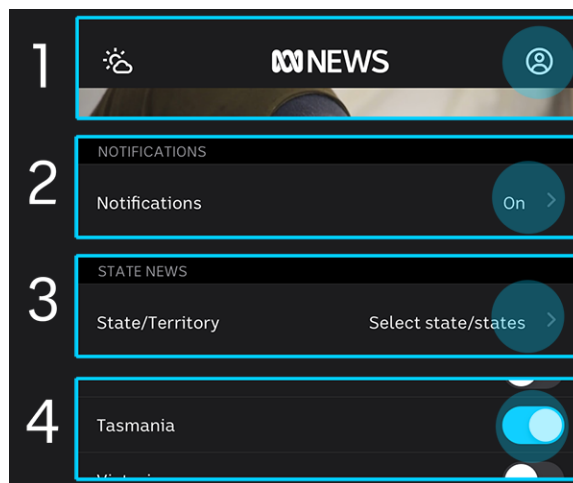 1
NEWS
2
NOTIFICATIONS
Notifications On
3
STATE NEWS
State/Territory Select state/states
4
Tasmania